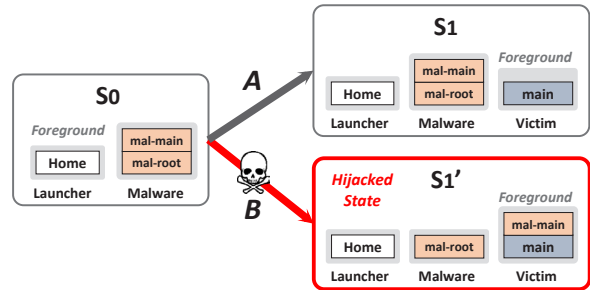 S0
Foreground
Home
mal-main
mal-root
Launcher
Malware
A
B
S1
Foreground
Home
mal-main
mal-root
main
Launcher
Malware
Victim
Hijacked
State
S1'
Foreground
Home
mal-root
mal-main
main
Launcher
Malware
Victim